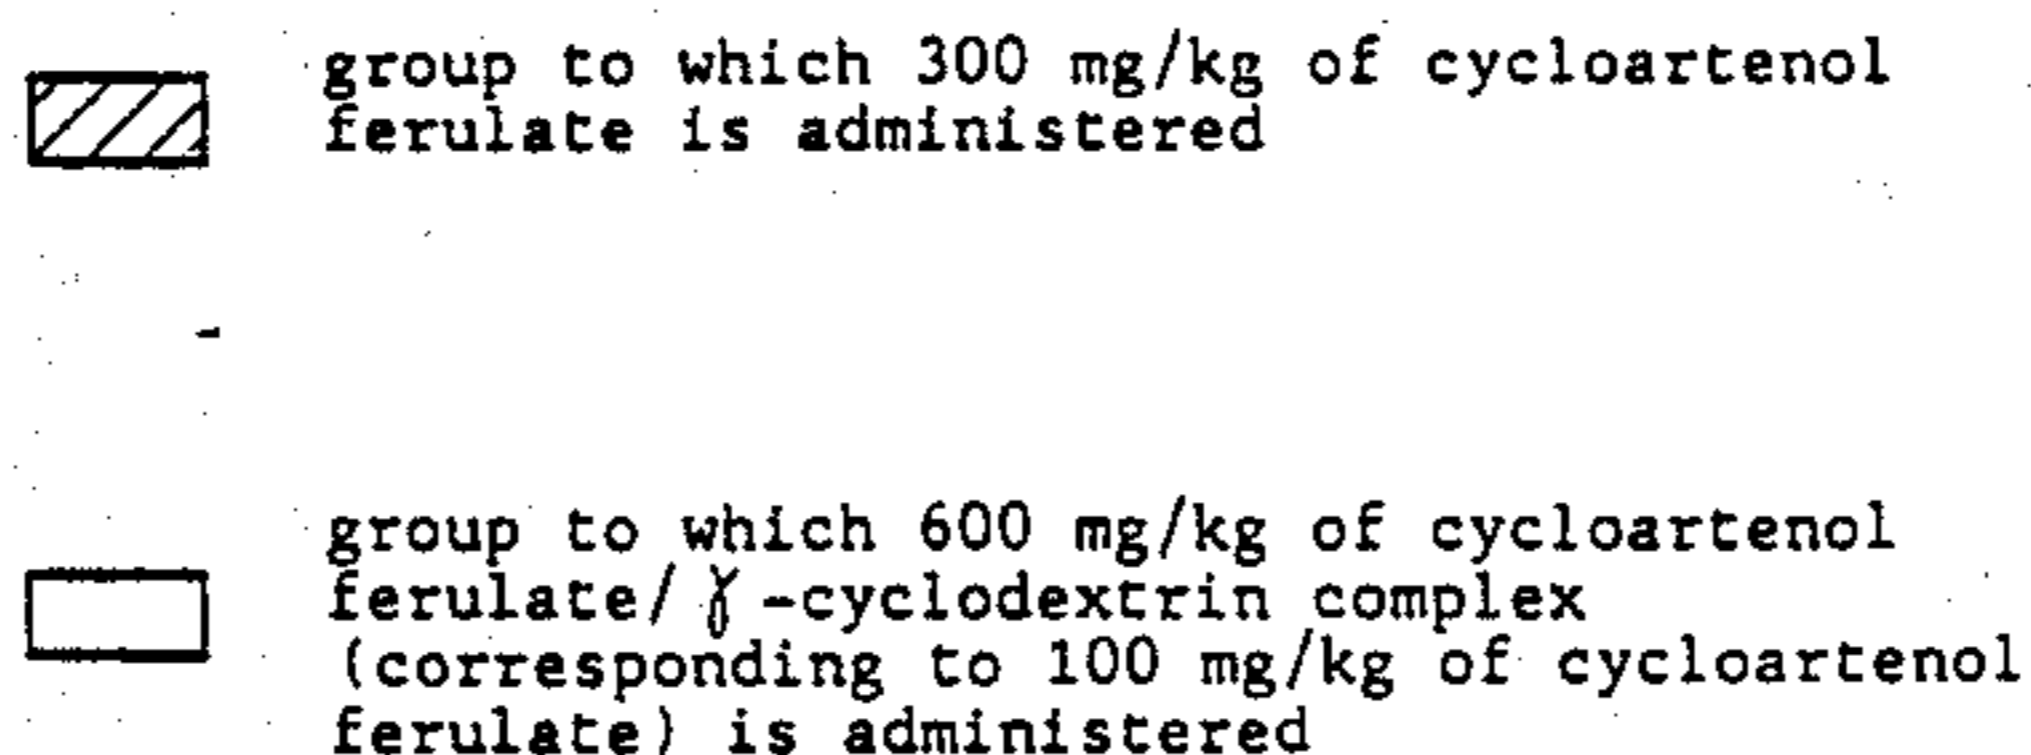 group to which 300 mg/kg of cycloartenol
ferulate is administered
group to which 600 mg/kg of cycloartenol
ferulate/ γ -cyclodextrin complex
(corresponding to 100 mg/kg of cycloartenol
ferulate) is administered